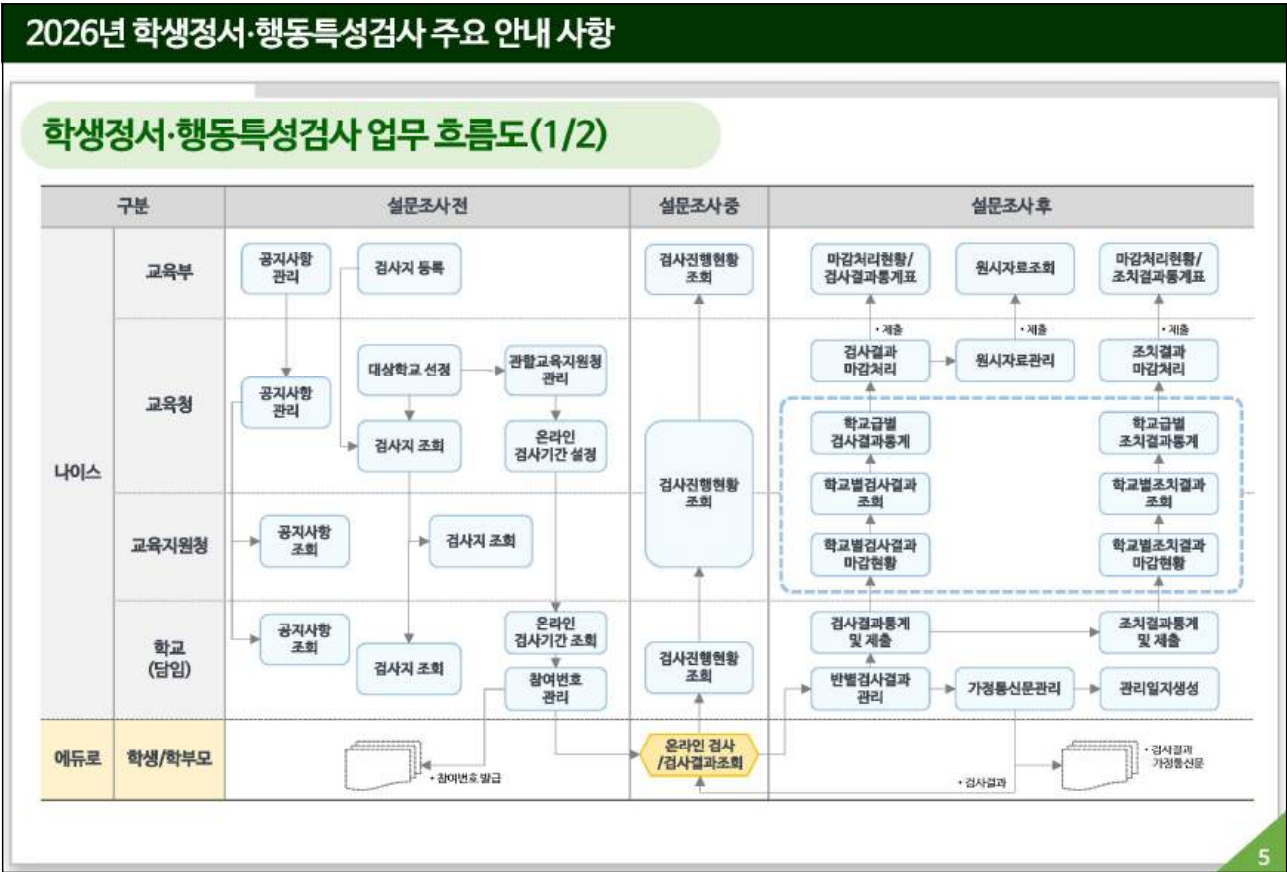 2026년 학생정서·행동특성검사 주요 안내 사항
학생정서·행동특성검사 업무 흐름도(1/2)
구분
설문조사 전
설문조사 중
설문조사 후
나이스
교육부
공지사항
관리
검사지 등록
검사진행현황
조회
마감처리현황/
검사결과통계표
원시자료조회
마감처리현황/
조치결과통계표
• 제출
• 제출
• 제출
교육청
공지사항
관리
대상학교 선정
관할교육지원청
관리
검사지 조회
온라인
검사기간 설정
검사진행현황
조회
검사결과
마감처리
원시자료관리
조치결과
마감처리
학교급별
검사결과통계
학교급별
조치결과통계
학교별검사결과
조회
학교별조치결과
조회
교육지원청
공지사항
조회
검사지 조회
학교별검사결과
마감현황
학교별조치결과
마감현황
학교
(담임)
공지사항
조회
검사지 조회
온라인
검사기간 조회
참여번호
관리
검사진행현황
조회
검사결과통계
및 제출
조치결과통계
및 제출
반별검사결과
관리
가정통신문관리
관리일지생성
에듀로
학생/학부모
• 참여번호 발급
온라인 검사
/검사결과조회
• 검사결과
• 검사결과
가정통신문
5